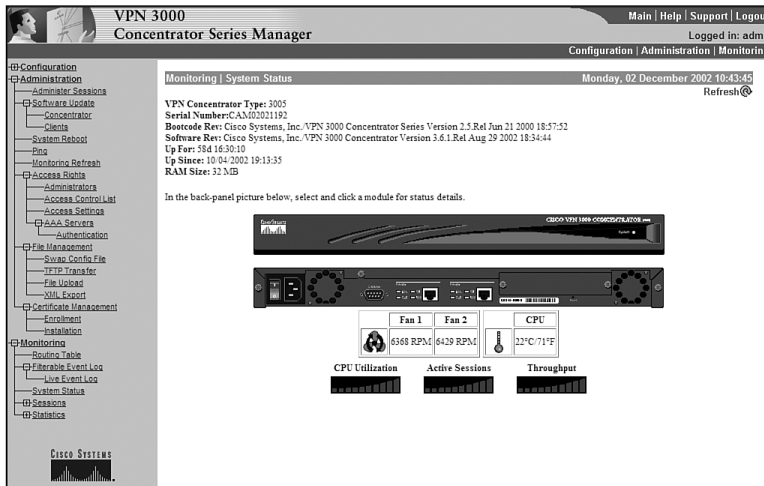 VPN 3000
Concentrator Series Manager
Main | Help | Support | Logou
Logged in: adm
Configuration | Administration | Monitorin
Configuration
Administration
Administer Sessions
Software Update
Concentrator
Clients
System Reboot
Ping
Monitoring Refresh
Access Rights
Administrators
Access Control List
Access Settings
AAA Servers
Authentication
File Management
Swap Config File
TFTP Transfer
File Upload
XML Export
Certificate Management
Enrollment
Installation
Monitoring
Routing Table
Filterable Event Log
Live Event Log
System Status
Sessions
Statistics
CISCO SYSTEMS
Monitoring | System Status
Monday, 02 December 2002 10:43:45
Refresh
VPN Concentrator Type: 3005
Serial Number:CAM02021192
Bootcode Rev: Cisco Systems, Inc./VPN 3000 Concentrator Series Version 2.5.Rel Jun 21 2000 18:57:52
Software Rev: Cisco Systems, Inc./VPN 3000 Concentrator Version 3.6.1.Rel Aug 29 2002 18:34:44
Up For: 58d 16:30:10
Up Since: 10/04/2002 19:13:35
RAM Size: 32 MB
In the back-panel picture below, select and click a module for status details.
CISCO VPN 3000 CONCENTRATOR
System
Fan 1 Fan 2 CPU
6368 RPM 6429 RPM 22°C/71°F
CPU Utilization Active Sessions Throughput